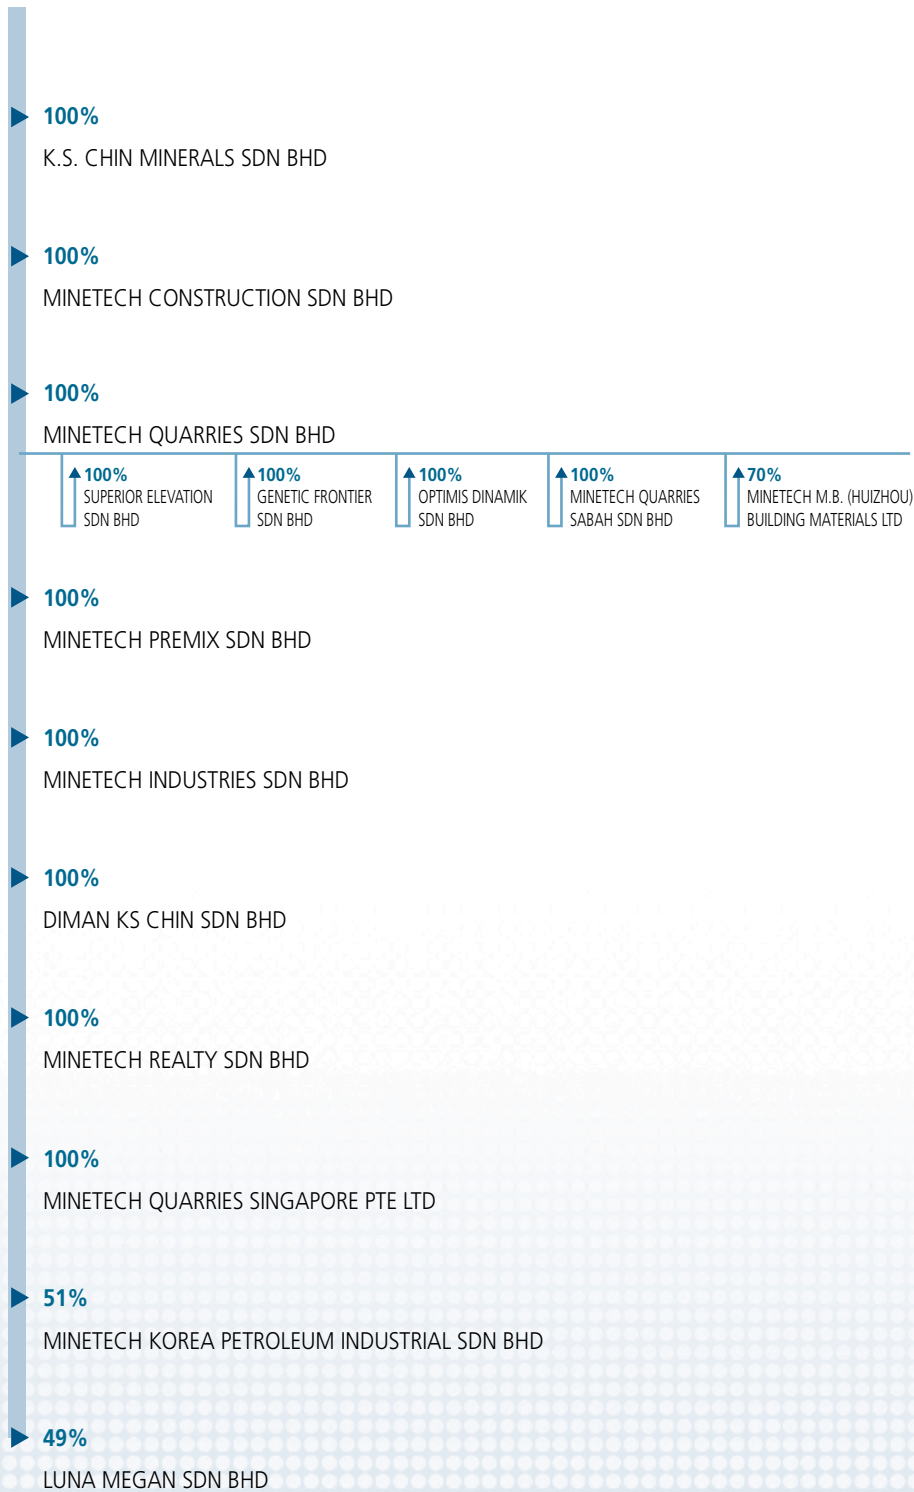 100%
K.S. CHIN MINERALS SDN BHD
100%
MINETECH CONSTRUCTION SDN BHD
100%
MINETECH QUARRIES SDN BHD
100%
SUPERIOR ELEVATION
SDN BHD
100%
GENETIC FRONTIER
SDN BHD
100%
OPTIMIS DINAMIK
SDN BHD
100%
MINETECH QUARRIES
SABAH SDN BHD
70%
MINETECH M.B. (HUIZHOU)
BUILDING MATERIALS LTD
100%
MINETECH PREMIX SDN BHD
100%
MINETECH INDUSTRIES SDN BHD
100%
DIMAN KS CHIN SDN BHD
100%
MINETECH REALTY SDN BHD
100%
MINETECH QUARRIES SINGAPORE PTE LTD
51%
MINETECH KOREA PETROLEUM INDUSTRIAL SDN BHD
49%
LUNA MEGAN SDN BHD